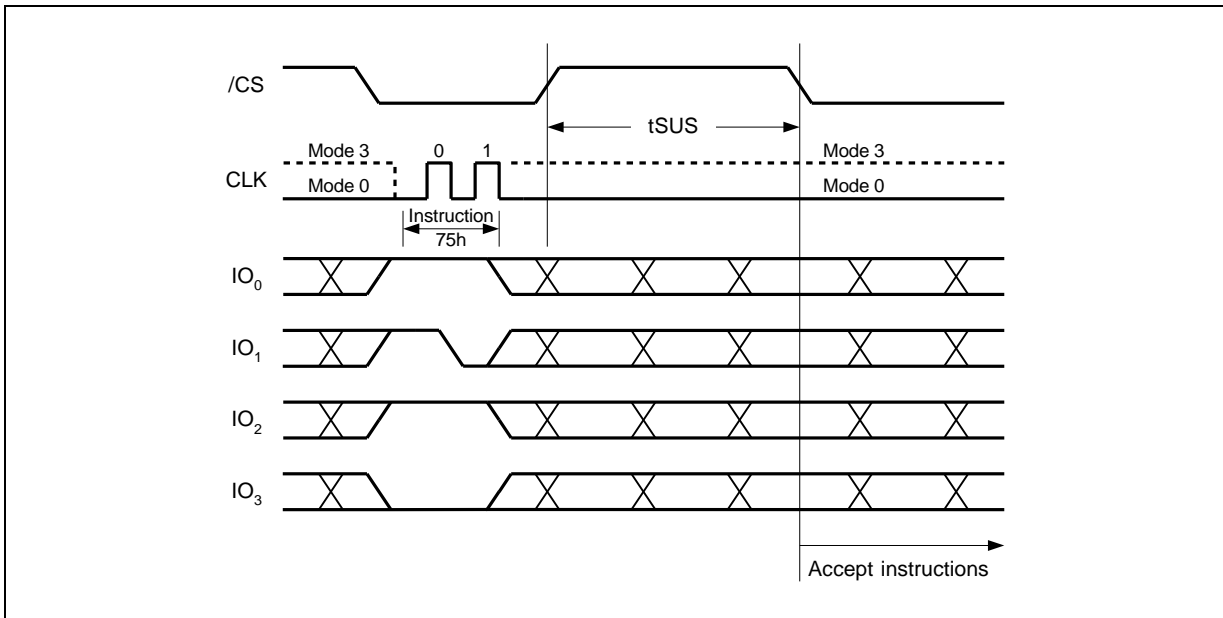 /CS
tSUS
Mode 3 0 1 Mode 3
CLK
Mode 0 Mode 0
Instruction
75h
IO0
IO1
IO2
IO3
Accept instructions